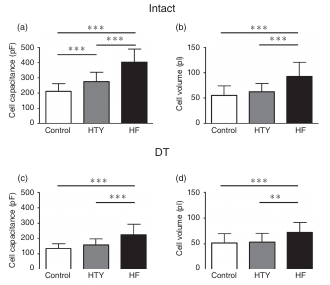 Intact
(a)
Cell capacitance (pF)
500
400
300
200
100
0
***
***
***
Control HTY HF
(b)
Cell volume (pl)
150
100
50
0
***
***
Control HTY HF
DT
(c)
Cell capacitance (pF)
500
400
300
200
100
0
***
***
Control HTY HF
(d)
Cell volume (pl)
150
100
50
0
***
**
Control HTY HF